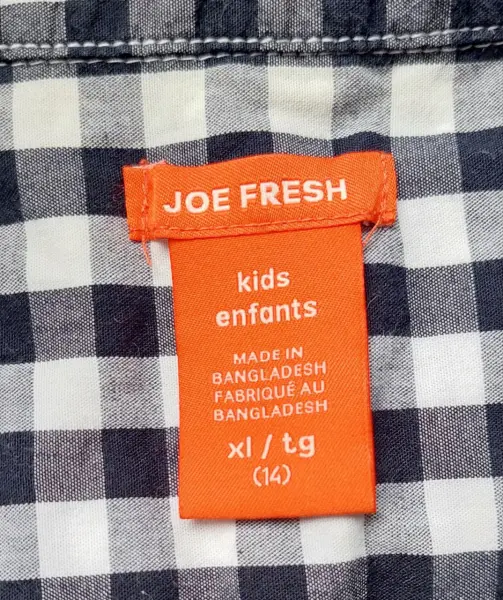 JOE FRESH
kids
enfants
MADE IN
BANGLADESH
FABRIQUÉ AU
BANGLADESH
xl / tg
(14)